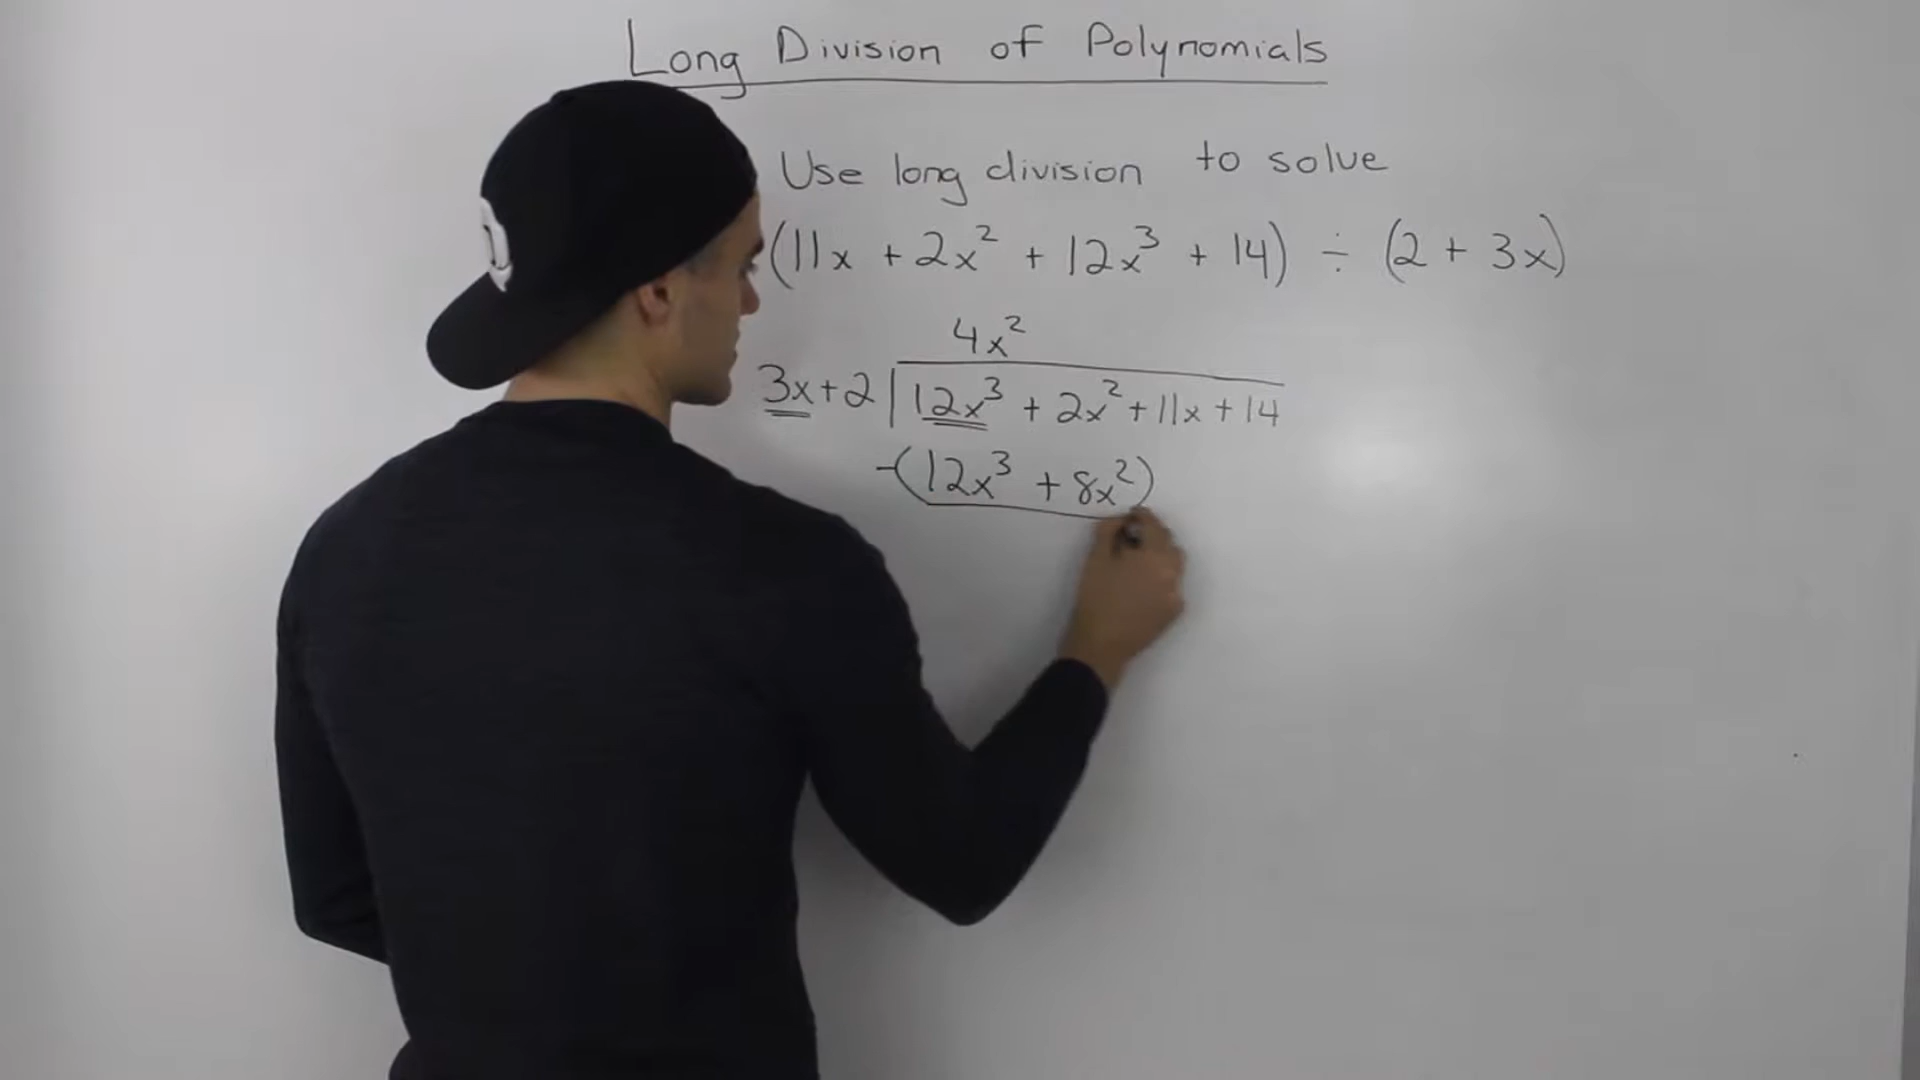 Long Division of Polynomials
Use long division to solve
(11x + 2x² + 12x³ + 14) ÷ (2 + 3x)
4x²
3x+2 | 12x³ + 2x² + 11x + 14
-(12x³ + 8x²)